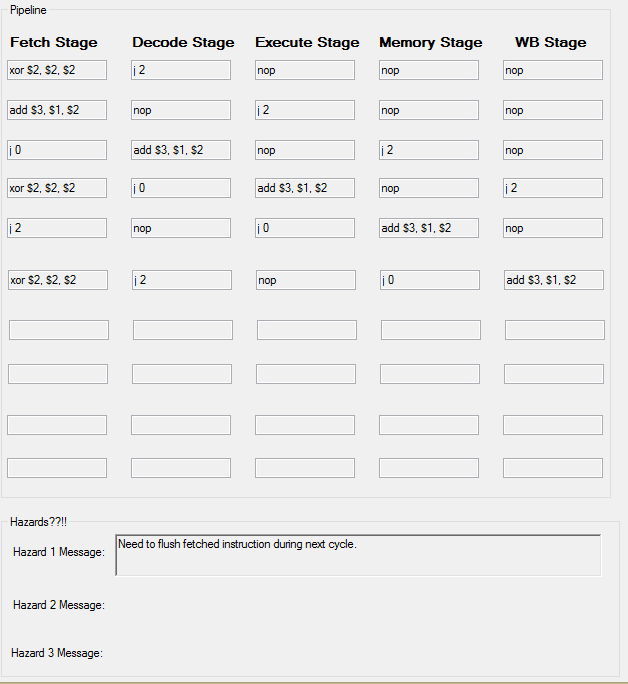 Pipeline
Fetch Stage Decode Stage Execute Stage Memory Stage WB Stage
xor $2, $2, $2 j 2 nop nop nop
add $3, $1, $2 nop j 2 nop nop
j 0 add $3, $1, $2 nop j 2 nop
xor $2, $2, $2 j 0 add $3, $1, $2 nop j 2
j 2 nop j 0 add $3, $1, $2 nop
xor $2, $2, $2 j 2 nop j 0 add $3, $1, $2
Hazards??!!
Hazard 1 Message: Need to flush fetched instruction during next cycle.
Hazard 2 Message:
Hazard 3 Message: